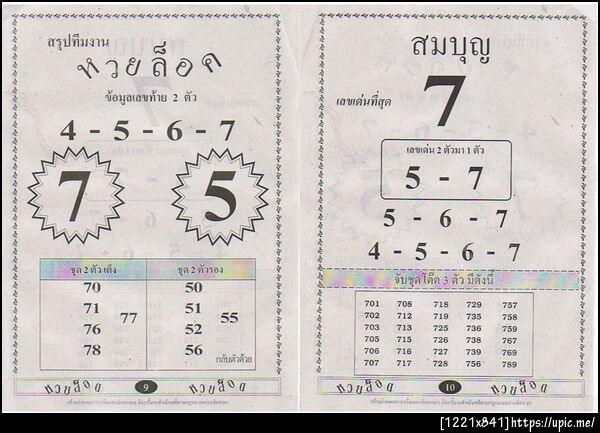 สรุปทีมงาน
หวยล็อค
ข้อมูลเลขท้าย 2 ตัว
4 - 5 - 6 - 7
7 5
ชุด 2 ตัวเต็ง ชุด 2 ตัวรอง
70 50
71 51
77 55
76 52
78 56
กลับตัวด้วย
หวยล็อค 9 หวยล็อค
สมบุญ
เลขเด่นที่สุด 7
เลขเด่น 2 ตัวมา 1 ตัว
5 - 7
5 - 6 - 7
4 - 5 - 6 - 7
จับชุดโต๊ด 3 ตัว มีดังนี้
701 708 718 729 757
702 712 719 735 758
703 713 725 736 759
705 715 726 738 767
706 716 727 739 769
707 717 728 756 789
หวยล็อค 10 หวยล็อค
[1221x841]https://upic.me/